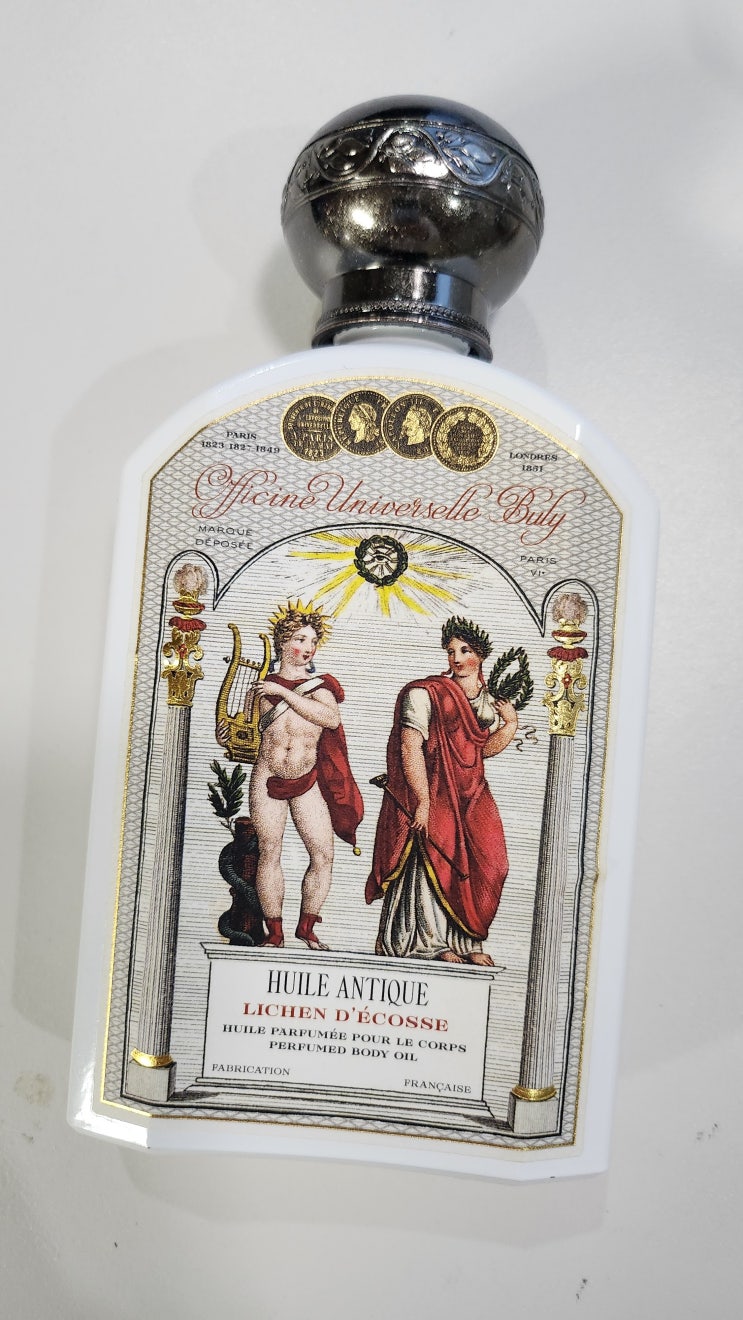 PARIS
1823 1827 1849
LONDRES
1851
Officine Universelle Buly
MARQUE
DÉPOSÉE
PARIS
VIe
HUILE ANTIQUE
LICHEN D'ÉCOSSE
HUILE PARFUMÉE POUR LE CORPS
PERFUMED BODY OIL
FABRICATION
FRANÇAISE